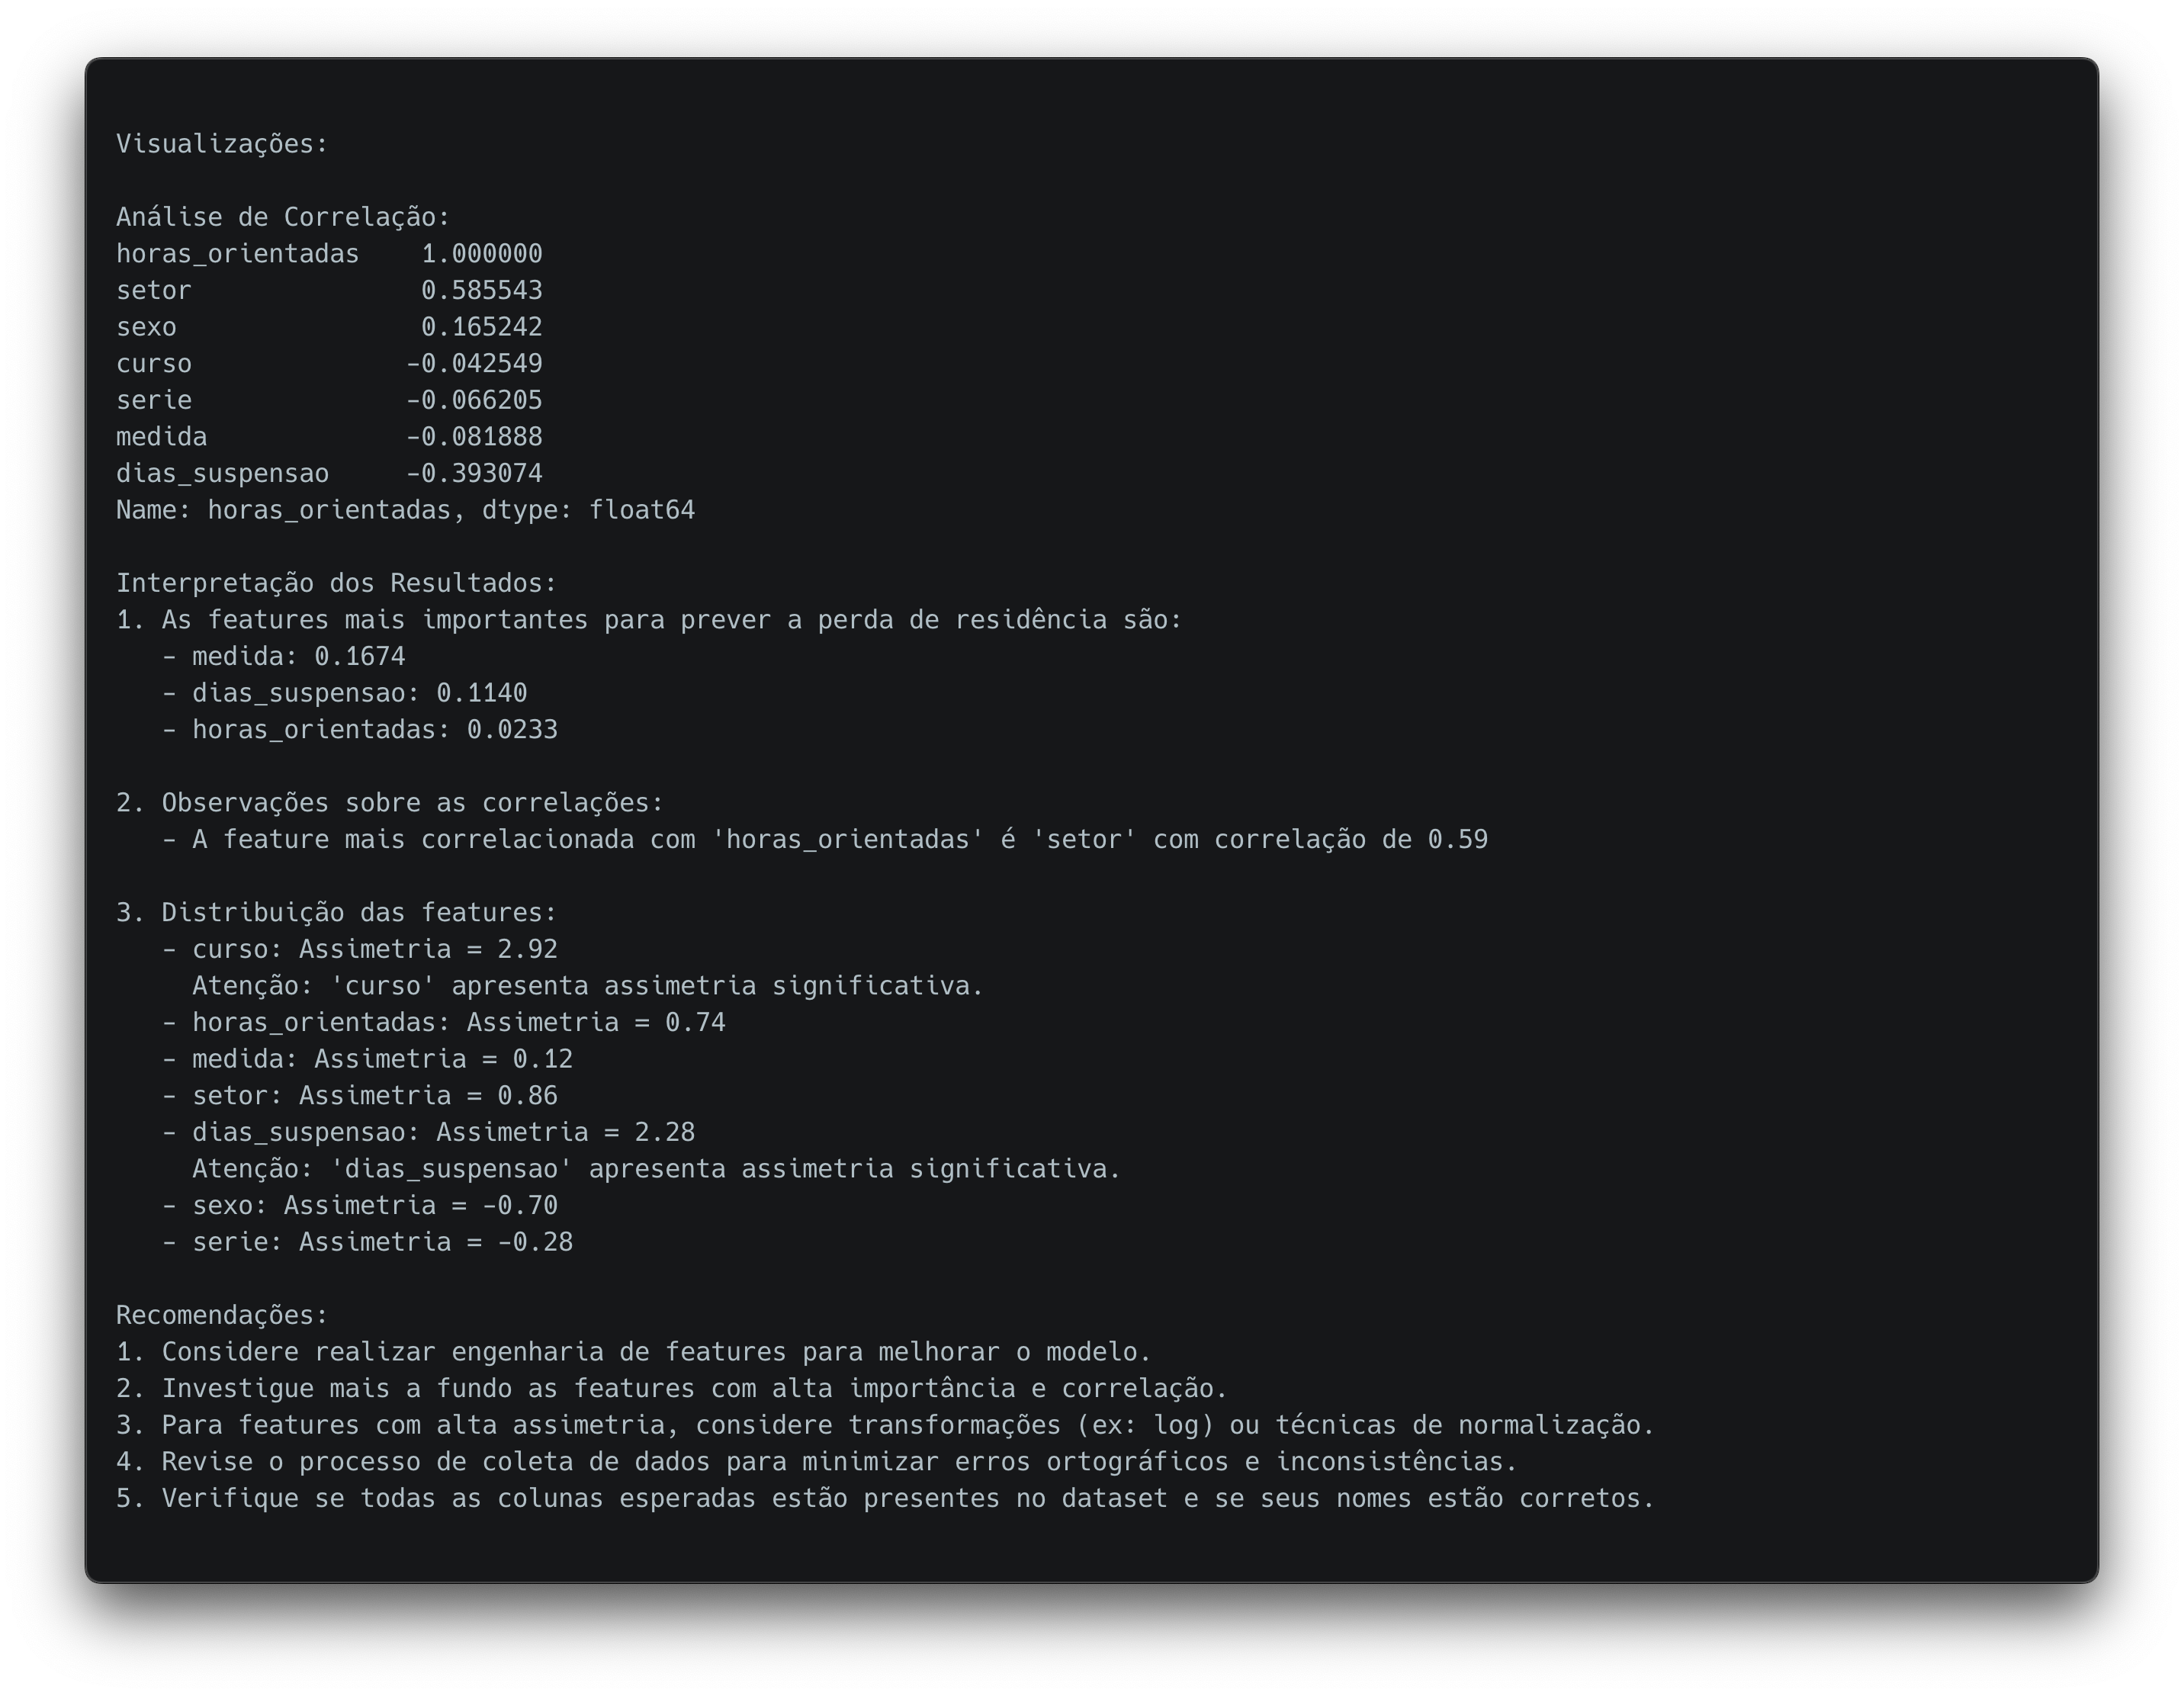 Visualizações:
Análise de Correlação:
horas_orientadas    1.000000
setor               0.585543
sexo                0.165242
curso              -0.042549
serie              -0.066205
medida             -0.081888
dias_suspensao     -0.393074
Name: horas_orientadas, dtype: float64
Interpretação dos Resultados:
1. As features mais importantes para prever a perda de residência são:
   - medida: 0.1674
   - dias_suspensao: 0.1140
   - horas_orientadas: 0.0233
2. Observações sobre as correlações:
   - A feature mais correlacionada com 'horas_orientadas' é 'setor' com correlação de 0.59
3. Distribuição das features:
   - curso: Assimetria = 2.92
     Atenção: 'curso' apresenta assimetria significativa.
   - horas_orientadas: Assimetria = 0.74
   - medida: Assimetria = 0.12
   - setor: Assimetria = 0.86
   - dias_suspensao: Assimetria = 2.28
     Atenção: 'dias_suspensao' apresenta assimetria significativa.
   - sexo: Assimetria = -0.70
   - serie: Assimetria = -0.28
Recomendações:
1. Considere realizar engenharia de features para melhorar o modelo.
2. Investigue mais a fundo as features com alta importância e correlação.
3. Para features com alta assimetria, considere transformações (ex: log) ou técnicas de normalização.
4. Revise o processo de coleta de dados para minimizar erros ortográficos e inconsistências.
5. Verifique se todas as colunas esperadas estão presentes no dataset e se seus nomes estão corretos.